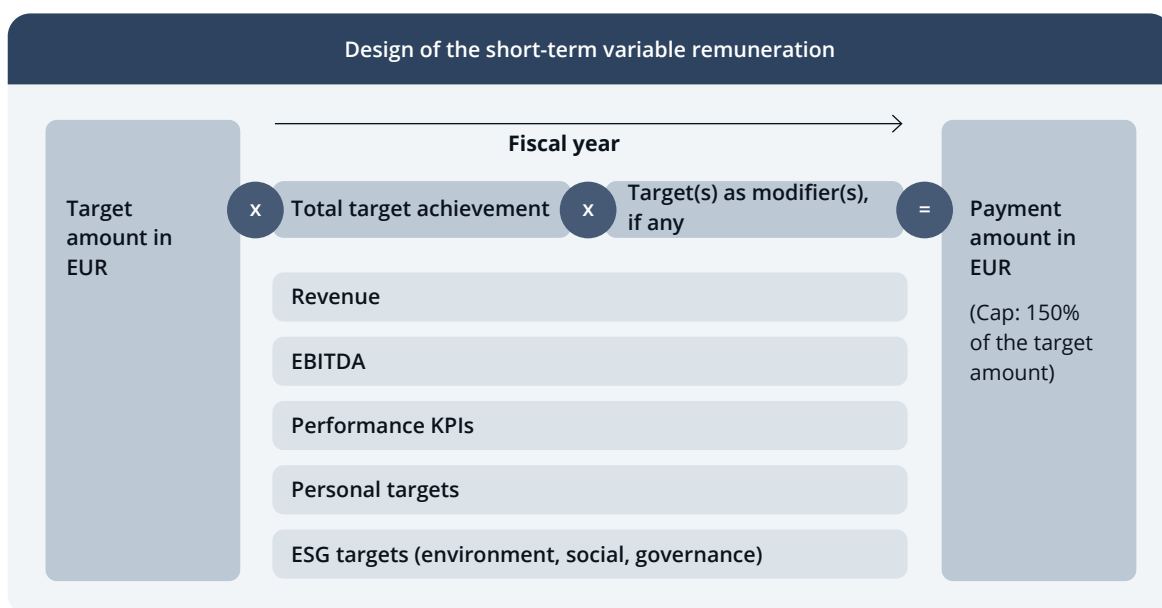 Design of the short-term variable remuneration
Fiscal year
Target
amount in
EUR
x
Total target achievement
x
Target(s) as modifier(s),
if any
=
Payment
amount in
EUR
(Cap: 150%
of the target
amount)
Revenue
EBITDA
Performance KPIs
Personal targets
ESG targets (environment, social, governance)